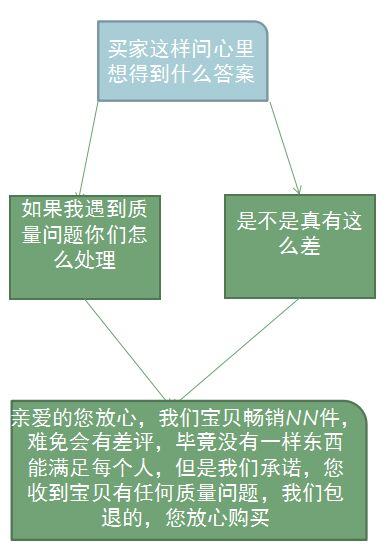 买家这样问心里
想得到什么答案
如果我遇到质
量问题你们怎
么处理
是不是真有这
么差
亲爱的您放心，我们宝贝畅销NN件，
难免会有差评，毕竟没有一样东西
能满足每个人，但是我们承诺，您
收到宝贝有任何质量问题，我们包
退的，您放心购买